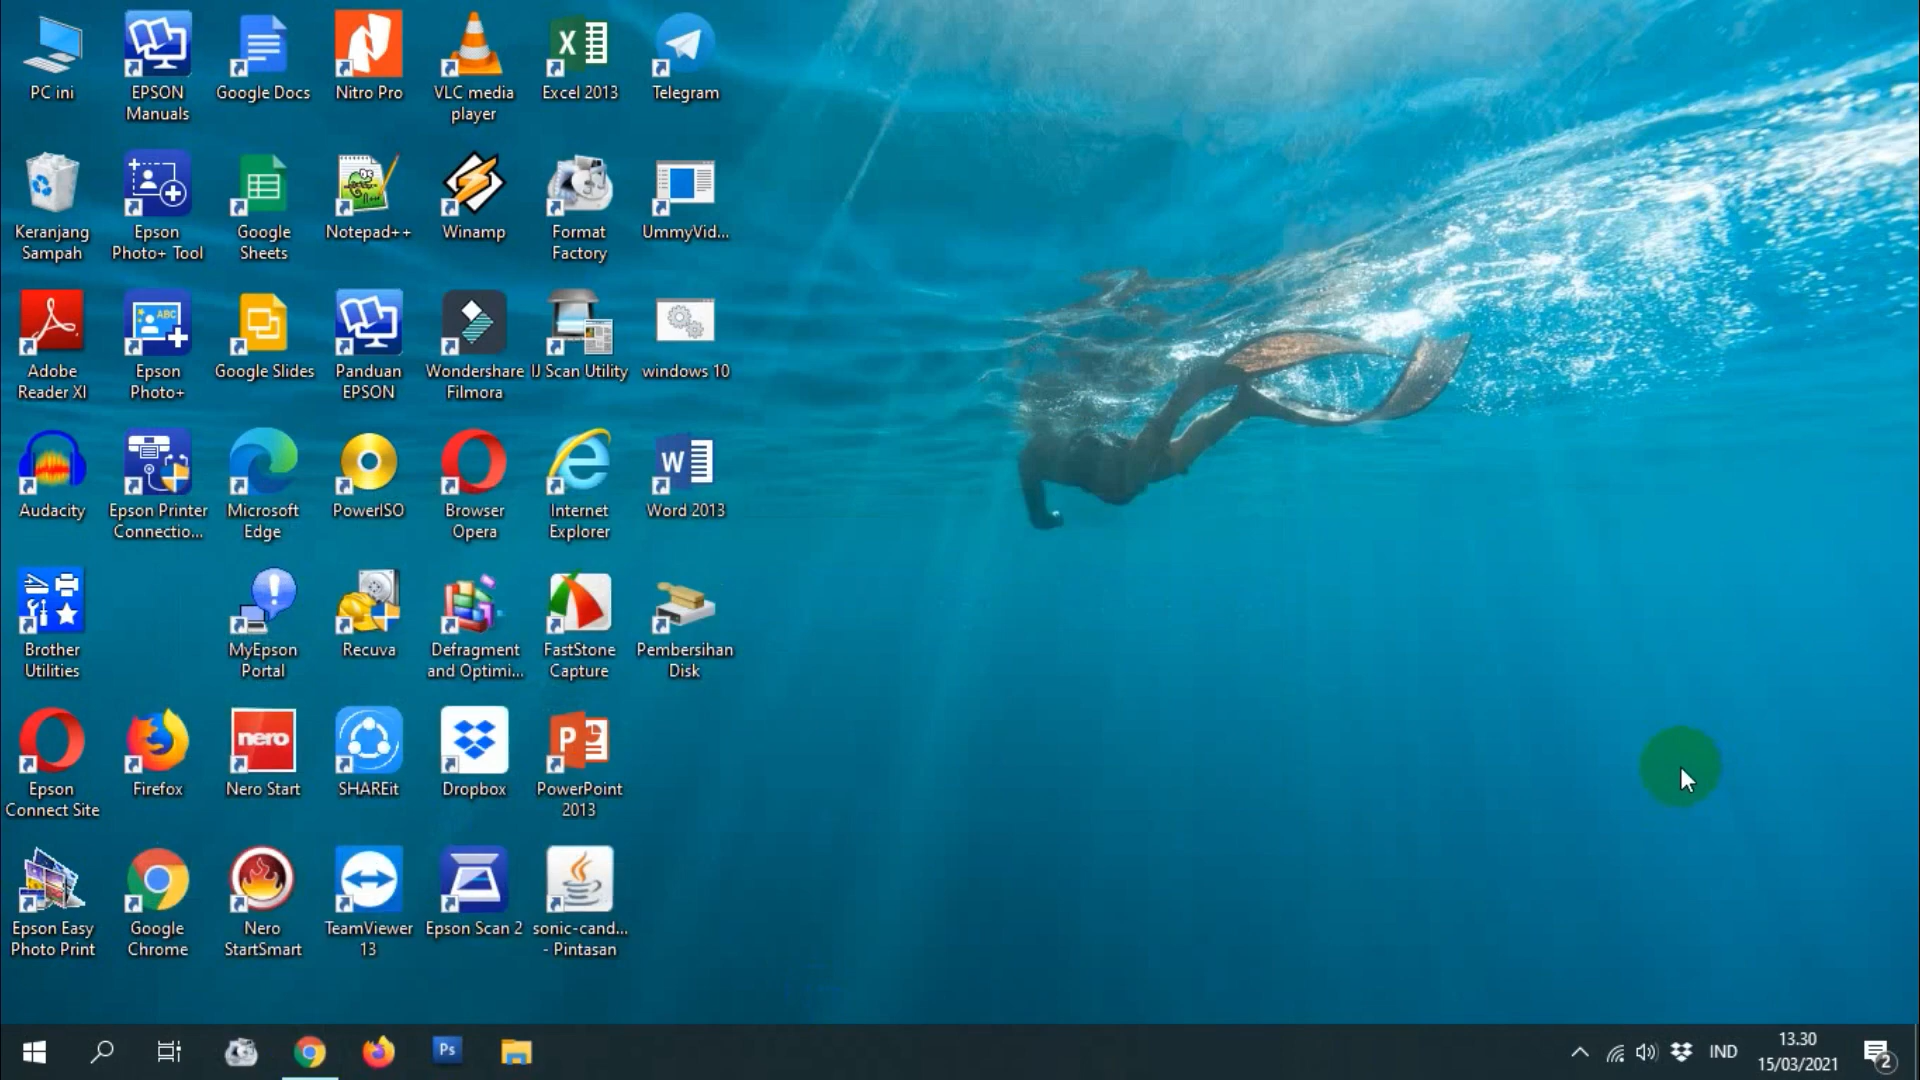 PC ini
EPSON
Manuals
Google Docs
Nitro Pro
VLC media
player
Excel 2013
Telegram
Keranjang
Sampah
Epson
Photo+ Tool
Google
Sheets
Notepad++
Winamp
Format
Factory
UmmyVid...
Adobe
Reader XI
Epson
Photo+
Google Slides
Panduan
EPSON
Wondershare
Filmora
IJ Scan Utility
windows 10
Audacity
Epson Printer
Connectio...
Microsoft
Edge
PowerISO
Browser
Opera
Internet
Explorer
Word 2013
Brother
Utilities
MyEpson
Portal
Recuva
Defragment
and Optimi...
FastStone
Capture
Pembersihan
Disk
Epson
Connect Site
Firefox
nero
Nero Start
SHAREit
Dropbox
PowerPoint
2013
Epson Easy
Photo Print
Google
Chrome
Nero
StartSmart
TeamViewer
13
Epson Scan 2
sonic-cand...
- Pintasan
Ps
IND
13.30
15/03/2021
2